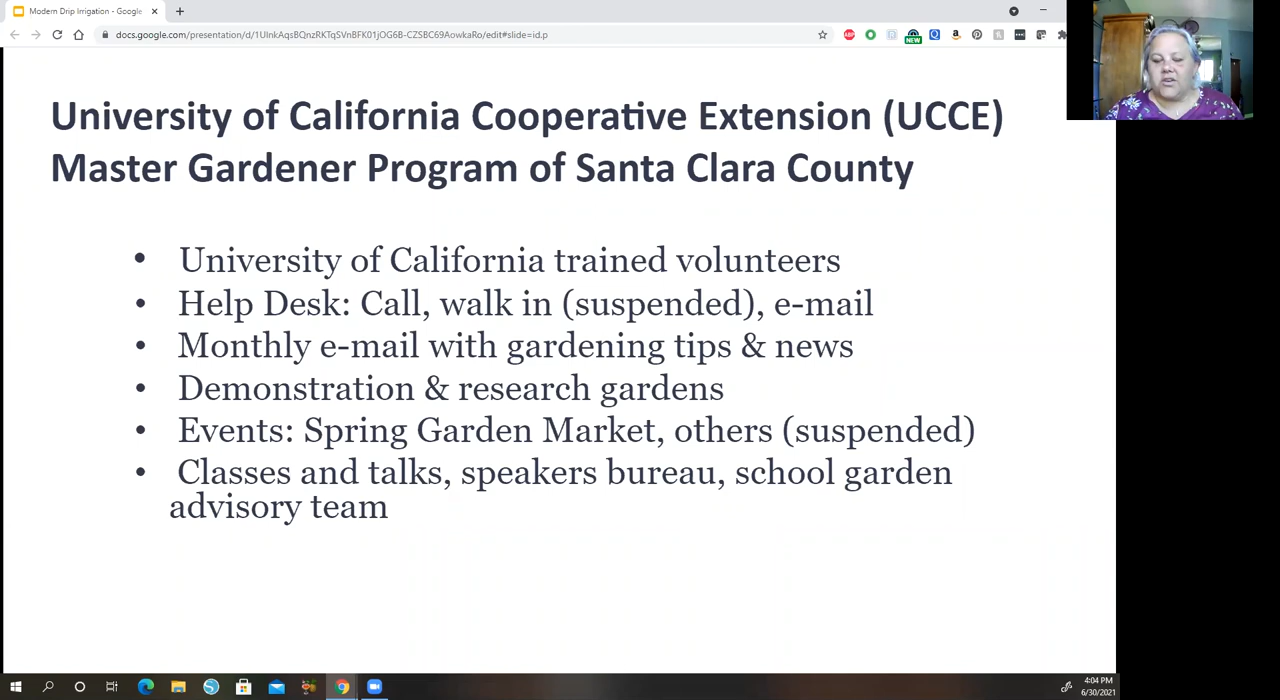 Modern Drip Irrigation - Google
docs.google.com/presentation/d/1UlnkAqsBQnzRKTqSVnBFK01jOG6B-CZSBC69AowkaRo/edit#slide=id.p
NEW
University of California Cooperative Extension (UCCE)
Master Gardener Program of Santa Clara County
• University of California trained volunteers
• Help Desk: Call, walk in (suspended), e-mail
• Monthly e-mail with gardening tips & news
• Demonstration & research gardens
• Events: Spring Garden Market, others (suspended)
• Classes and talks, speakers bureau, school garden
advisory team
4:04 PM
6/30/2021